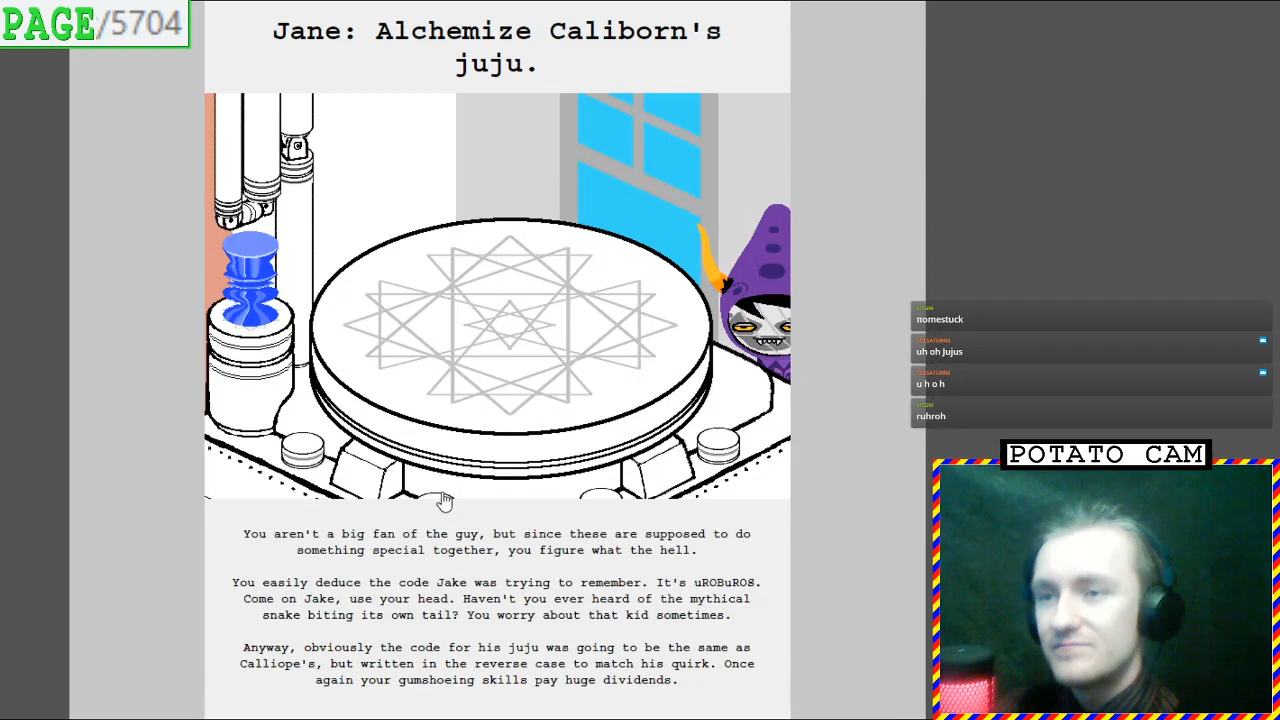 PAGE/5704
Jane: Alchemize Caliborn's
juju.
You aren't a big fan of the guy, but since these are supposed to do
something special together, you figure what the hell.
You easily deduce the code Jake was trying to remember. It's uROBuROS.
Come on Jake, use your head. Haven't you ever heard of the mythical
snake biting its own tail? You worry about that kid sometimes.
Anyway, obviously the code for his juju was going to be the same as
Calliope's, but written in the reverse case to match his quirk. Once
again your gumshoeing skills pay huge dividends.
πomestuck
uh oh Jujus
u h o h
ruhroh
POTATO CAM